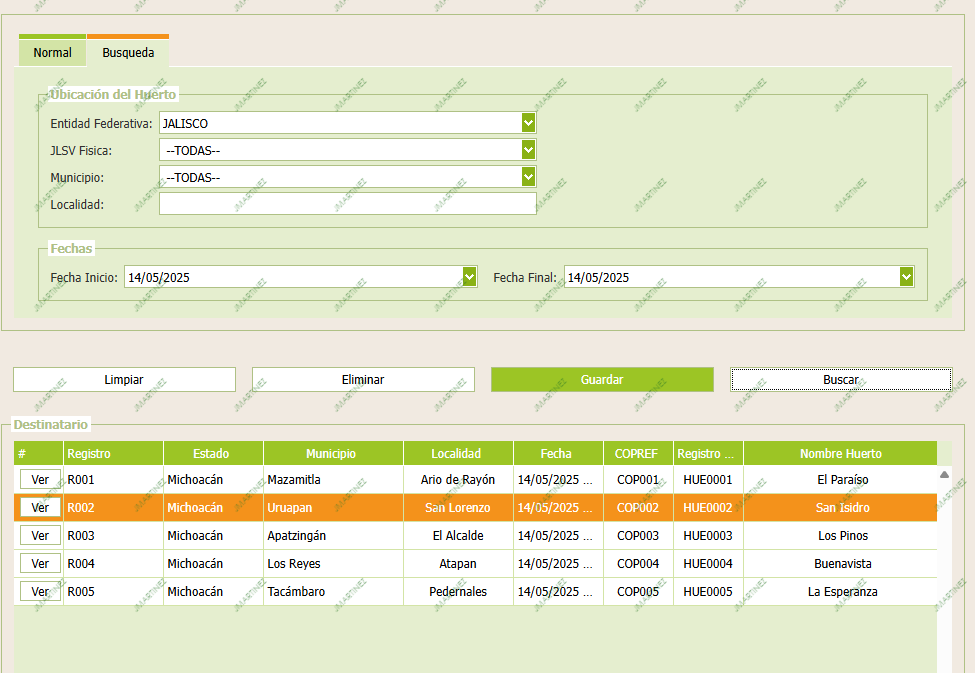 Normal Busqueda
Ubicación del Huerto
Entidad Federativa: JALISCO
JLSV Fisica: --TODAS--
Municipio: --TODAS--
Localidad:
Fechas
Fecha Inicio: 14/05/2025 Fecha Final: 14/05/2025
Limpiar Eliminar Guardar Buscar
Destinatario
# Registro Estado Municipio Localidad Fecha COPREF Registro ... Nombre Huerto
Ver R001 Michoacán Mazamitla Ario de Rayón 14/05/2025 ... COP001 HUE0001 El Paraíso
Ver R002 Michoacán Uruapan San Lorenzo 14/05/2025 ... COP002 HUE0002 San Isidro
Ver R003 Michoacán Apatzingán El Alcalde 14/05/2025 ... COP003 HUE0003 Los Pinos
Ver R004 Michoacán Los Reyes Atapan 14/05/2025 ... COP004 HUE0004 Buenavista
Ver R005 Michoacán Tacámbaro Pedernales 14/05/2025 ... COP005 HUE0005 La Esperanza
JMARTINEZ